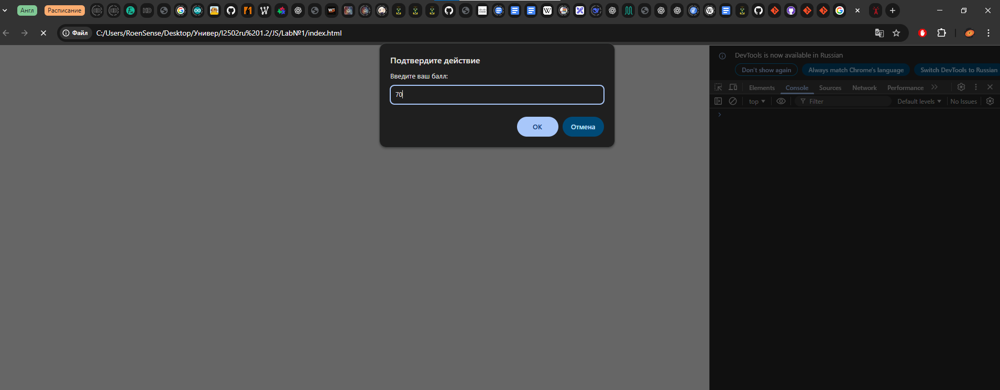 Англ
Расписание
Файл
C:/Users/RoenSense/Desktop/Универ/I2502ru%201.2/JS/Lab№1/index.html
Подтвердите действие
Введите ваш балл:
70
ОК
Отмена
DevTools is now available in Russian
Don't show again
Always match Chrome's language
Switch DevTools to Russian
Elements
Console
Sources
Network
Performance
top
Filter
Default levels
No Issues